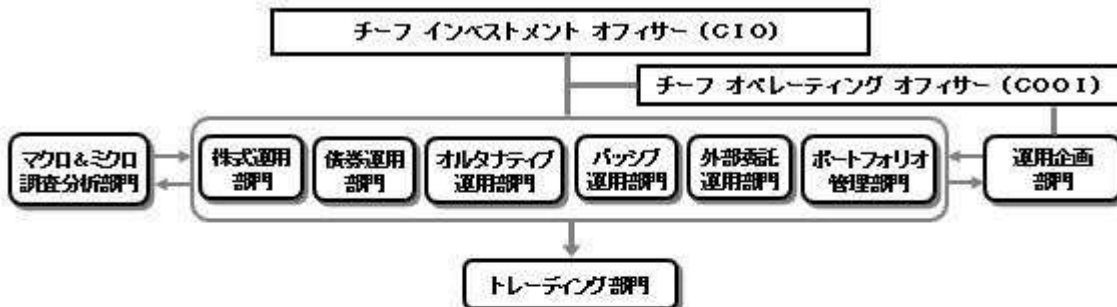 チーフ インベストメント オフィサー (CIO)
チーフ オペレーティング オフィサー (COOI)
マクロ&ミクロ
調査分析部門
株式運用
部門
債券運用
部門
オルタナティブ
運用部門
パッシブ
運用部門
外部委託
運用部門
ポートフォリオ
管理部門
運用企画
部門
トレーディング部門